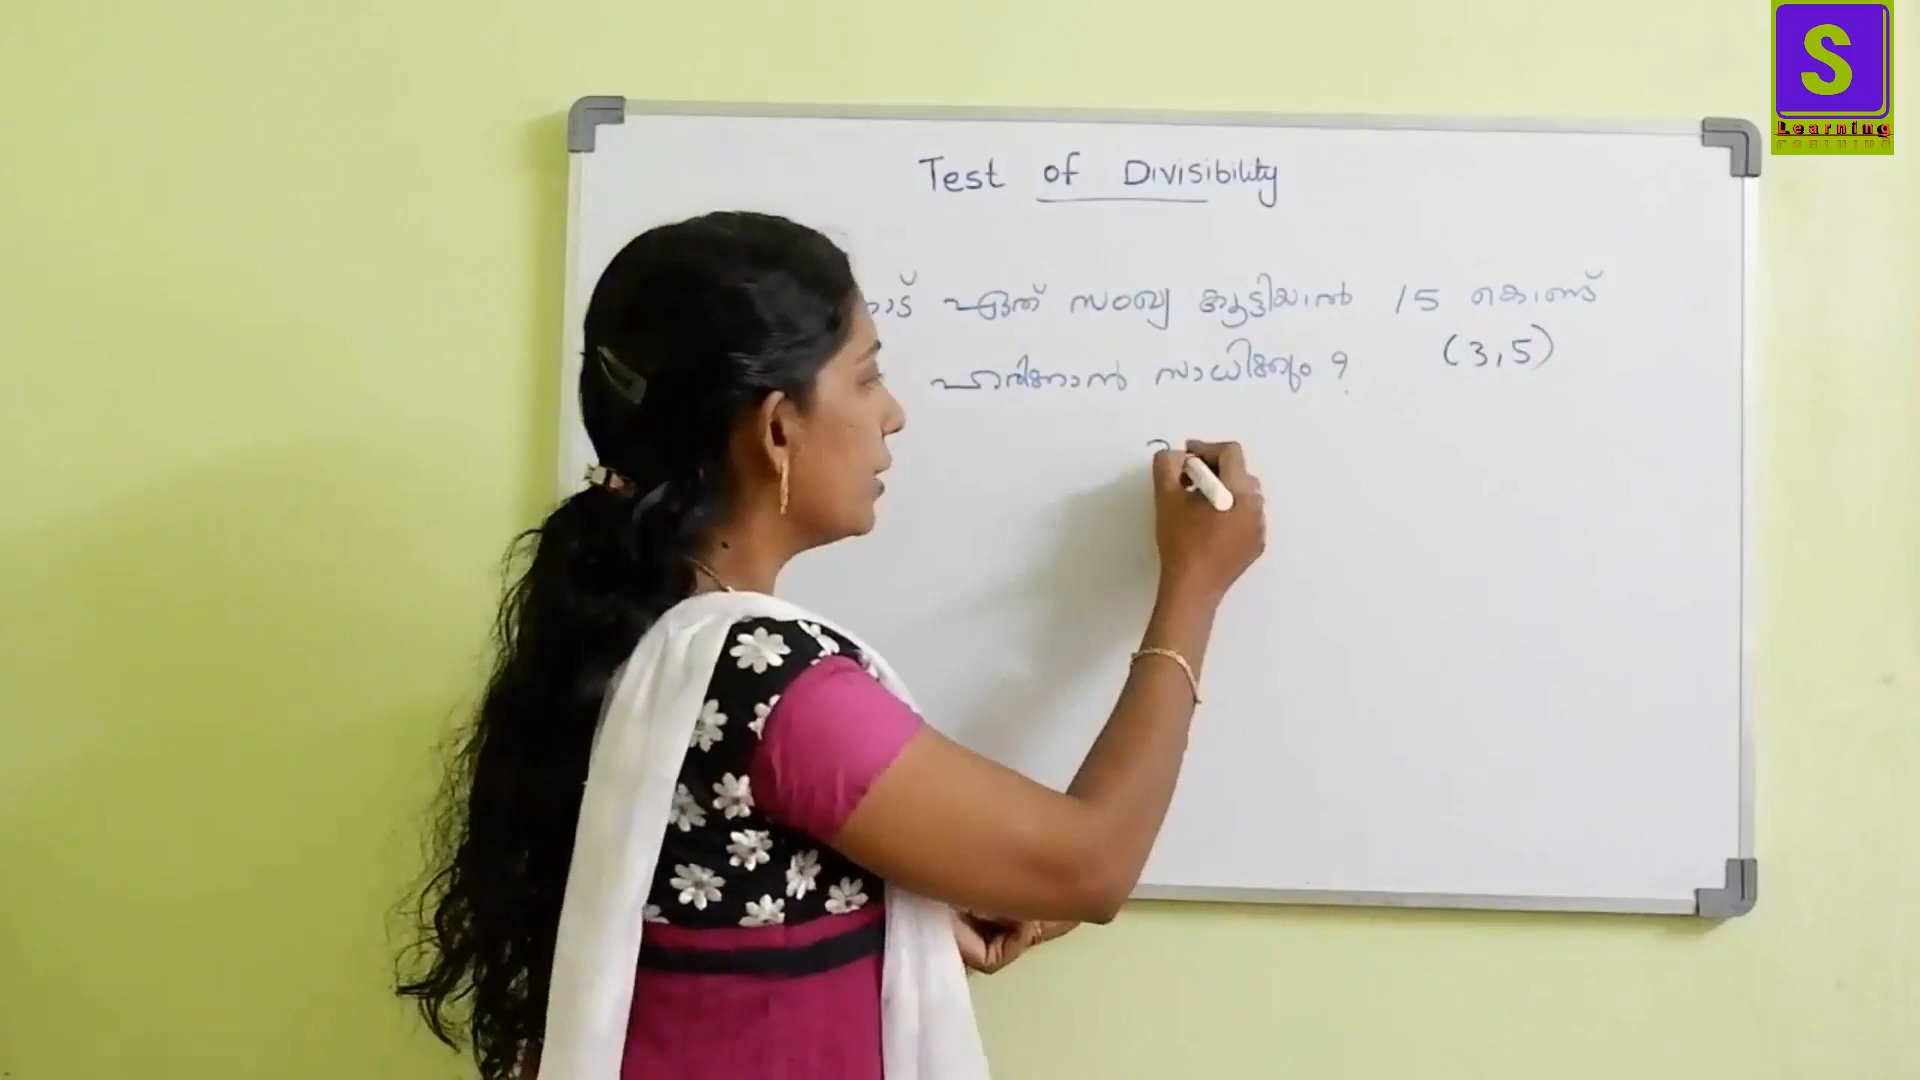 Test of Divisibility
ഏത് സംഖ്യ കൂട്ടിയാൽ 15 കൊണ്ട്
(3,5)
ഹരിക്കാൻ സാധിക്കും ?
S
Learning